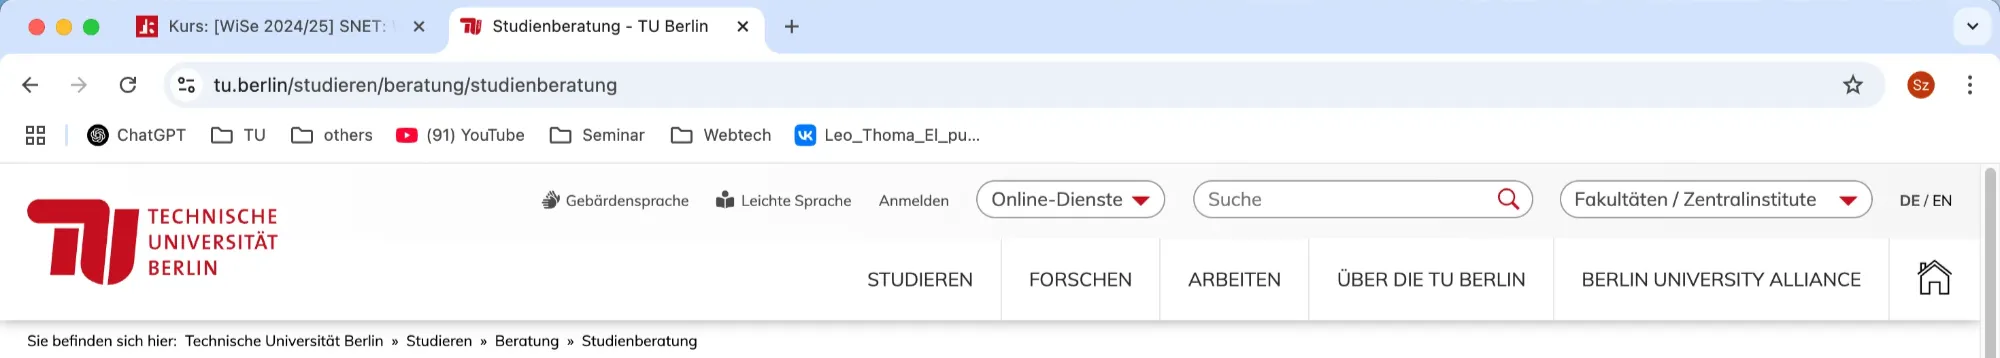 Kurs: [WiSe 2024/25] SNET: Studienberatung - TU Berlin
tu.berlin/studieren/beratung/studienberatung Sz
ChatGPT TU others (91) YouTube Seminar Webtech Leo_Thoma_El_pu...
Gebärdensprache Leichte Sprache Anmelden Online-Dienste Suche Fakultäten / Zentralinstitute DE / EN
TECHNISCHE
UNIVERSITÄT
BERLIN
STUDIEREN FORSCHEN ARBEITEN ÜBER DIE TU BERLIN BERLIN UNIVERSITY ALLIANCE
Sie befinden sich hier: Technische Universität Berlin » Studieren » Beratung » Studienberatung